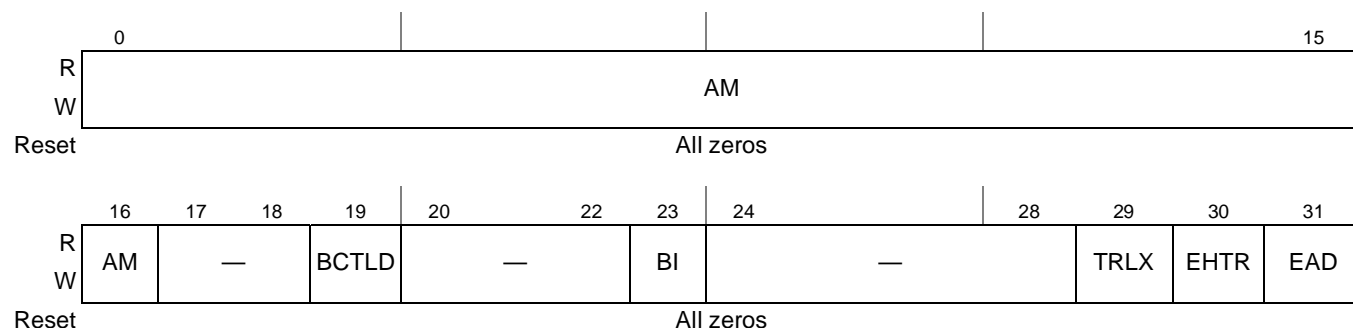 0 15
R
AM
W
Reset All zeros
16 17 18 19 20 22 23 24 28 29 30 31
R
AM — BCTLD — BI — TRLX EHTR EAD
W
Reset All zeros